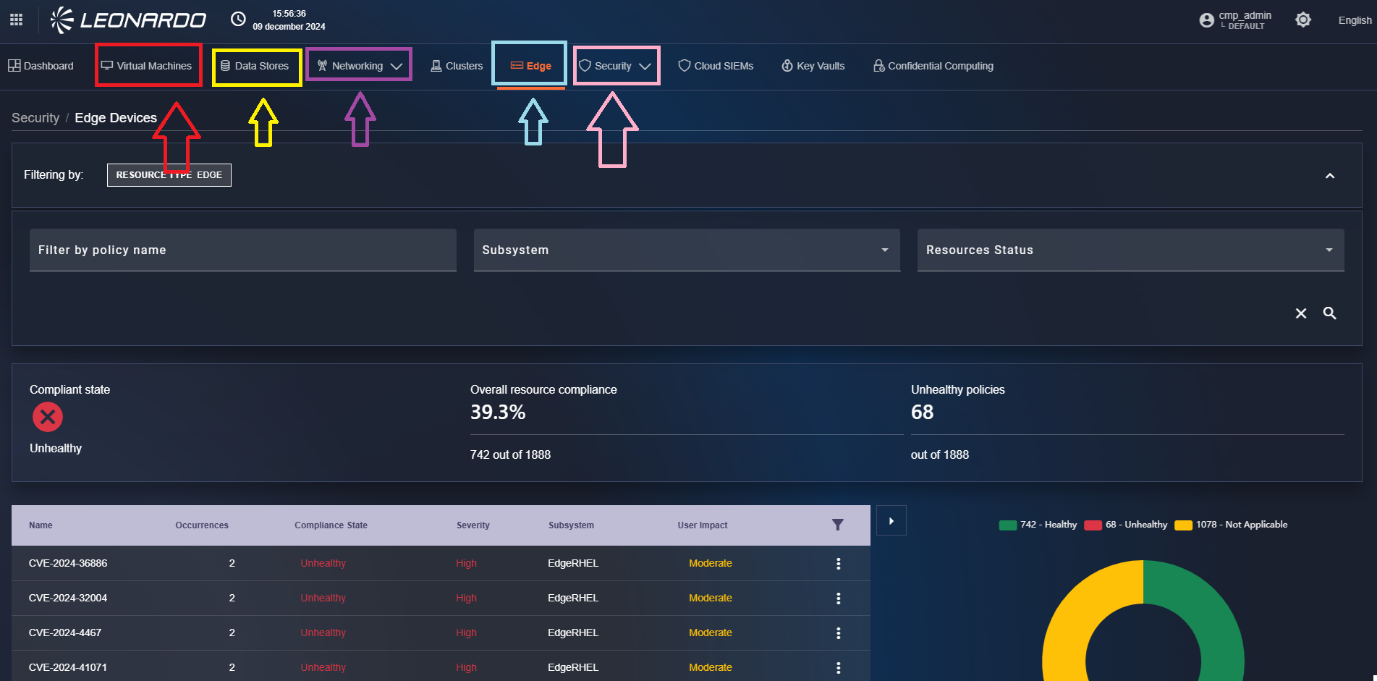 LEONARDO
15:56:36
09 december 2024
cmp_admin
DEFAULT
English
Dashboard
Virtual Machines
Data Stores
Networking
Clusters
Edge
Security
Cloud SIEMs
Key Vaults
Confidential Computing
Security / Edge Devices
Filtering by: RESOURCE TYPE EDGE
Filter by policy name
Subsystem
Resources Status
Compliant state
Unhealthy
Overall resource compliance
39.3%
742 out of 1888
Unhealthy policies
68
out of 1888
Name Occurrences Compliance State Severity Subsystem User Impact
CVE-2024-36886 2 Unhealthy High EdgeRHEL Moderate
CVE-2024-32004 2 Unhealthy High EdgeRHEL Moderate
CVE-2024-4467 2 Unhealthy High EdgeRHEL Moderate
CVE-2024-41071 2 Unhealthy High EdgeRHEL Moderate
742 - Healthy 68 - Unhealthy 1078 - Not Applicable